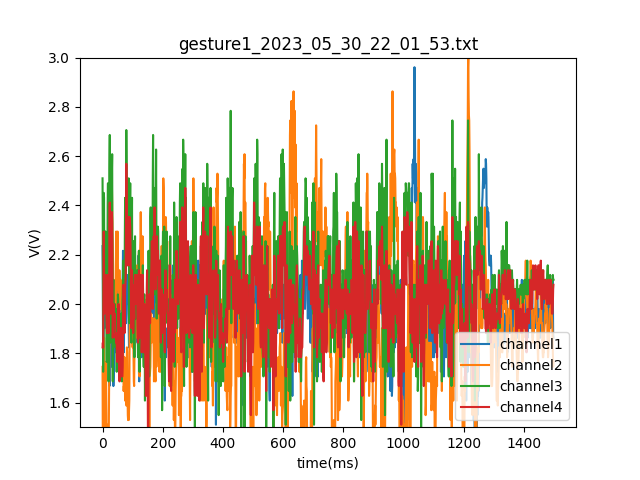 gesture1_2023_05_30_22_01_53.txt
3.0
2.8
2.6
2.4
2.2
2.0
1.8
1.6
V(V)
channel1
channel2
channel3
channel4
0 200 400 600 800 1000 1200 1400
time(ms)